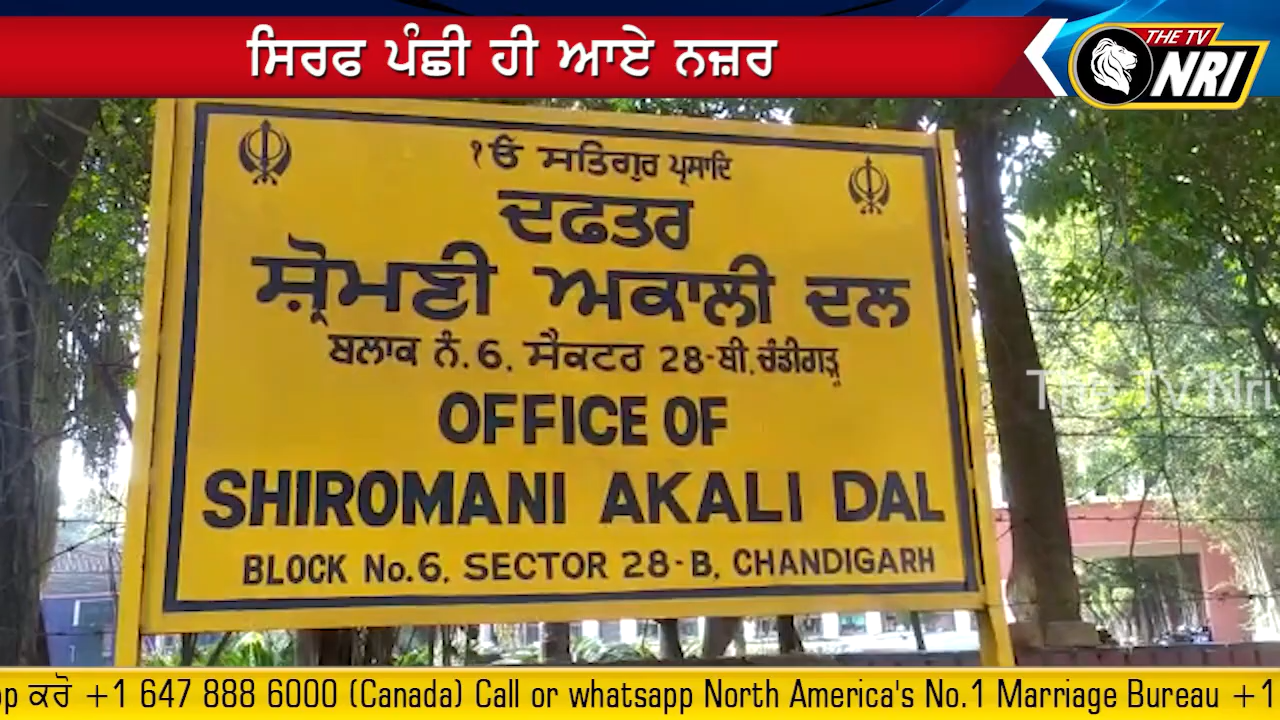 ਸਿਰਫ ਪੰਛੀ ਹੀ ਆਏ ਨਜ਼ਰ
THE TV
NRI
੧ਓ ਸਤਿਗੁਰ ਪ੍ਰਸਾਦਿ
ਦਫਤਰ
ਸ਼੍ਰੋਮਣੀ ਅਕਾਲੀ ਦਲ
ਬਲਾਕ ਨੰ.6, ਸੈਕਟਰ 28-ਬੀ, ਚੰਡੀਗੜ੍ਹ
OFFICE OF
SHIROMANI AKALI DAL
BLOCK No.6, SECTOR 28-B, CHANDIGARH
The Tv Nri
ਕਰੋ +1 647 888 6000 (Canada) Call or whatsapp North America's No.1 Marriage Bureau +1